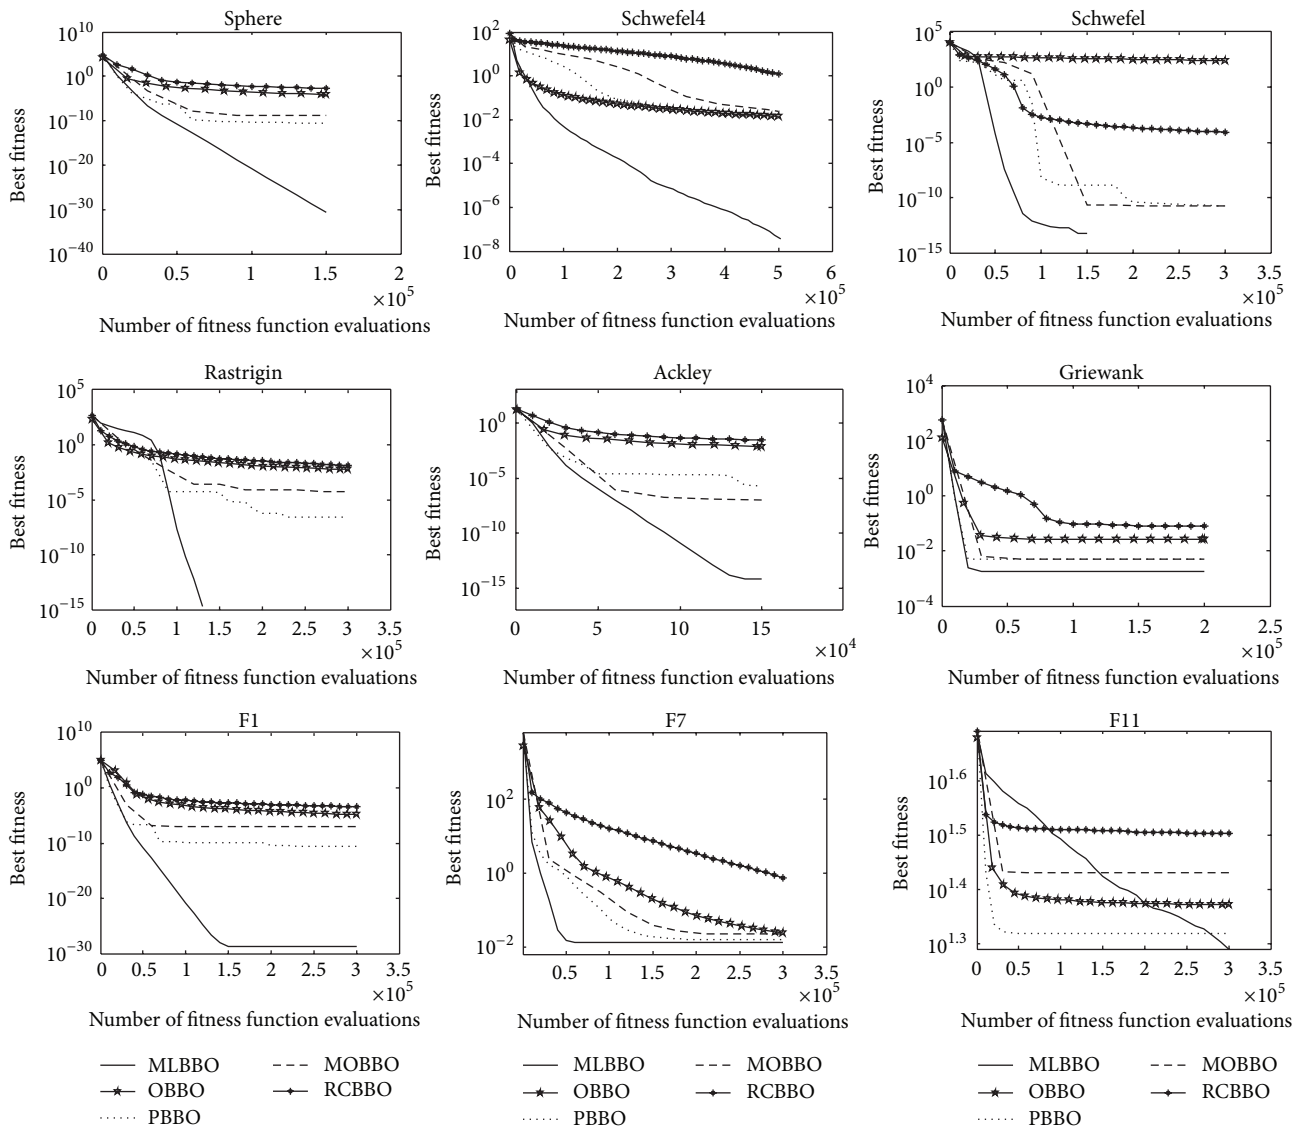 Sphere
Schwefel4
Schwefel
10^10
10^0
10^−10
10^−20
10^−30
10^−40
Best fitness
0 0.5 1 1.5 2
×10^5
Number of fitness function evaluations
10^2
10^0
10^−2
10^−4
10^−6
10^−8
Best fitness
0 1 2 3 4 5 6
×10^5
Number of fitness function evaluations
10^5
10^0
10^−5
10^−10
10^−15
Best fitness
0 0.5 1 1.5 2 2.5 3 3.5
×10^5
Number of fitness function evaluations
Rastrigin
Ackley
Griewank
10^5
10^0
10^−5
10^−10
10^−15
Best fitness
0 0.5 1 1.5 2 2.5 3 3.5
×10^5
Number of fitness function evaluations
10^0
10^−5
10^−10
10^−15
Best fitness
0 5 10 15
×10^4
Number of fitness function evaluations
10^4
10^2
10^0
10^−2
10^−4
Best fitness
0 0.5 1 1.5 2 2.5
×10^5
Number of fitness function evaluations
F1
F7
F11
10^10
10^0
10^−10
10^−20
10^−30
Best fitness
0 0.5 1 1.5 2 2.5 3 3.5
×10^5
Number of fitness function evaluations
10^2
10^0
10^−2
Best fitness
0.5 1 1.5 2 2.5 3 3.5
×10^5
Number of fitness function evaluations
10^1.6
10^1.5
10^1.4
10^1.3
Best fitness
0 0.5 1 1.5 2 2.5 3 3.5
×10^5
Number of fitness function evaluations
MLBBO MOBBO
OBBO RCBBO
PBBO
MLBBO MOBBO
OBBO RCBBO
PBBO
MLBBO MOBBO
OBBO RCBBO
PBBO